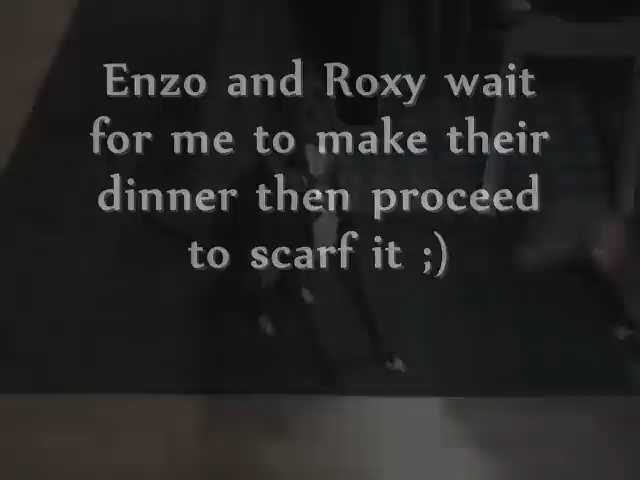 Enzo and Roxy wait
for me to make their
dinner then proceed
to scarf it ;)